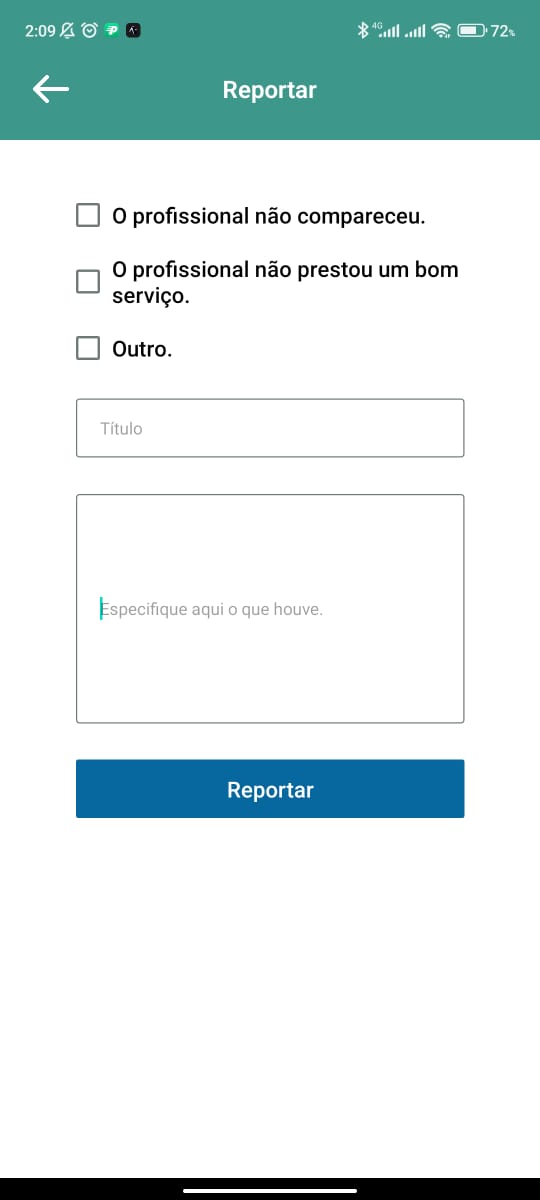 2:09
4G
72%
Reportar
O profissional não compareceu.
O profissional não prestou um bom
serviço.
Outro.
Título
Especifique aqui o que houve.
Reportar